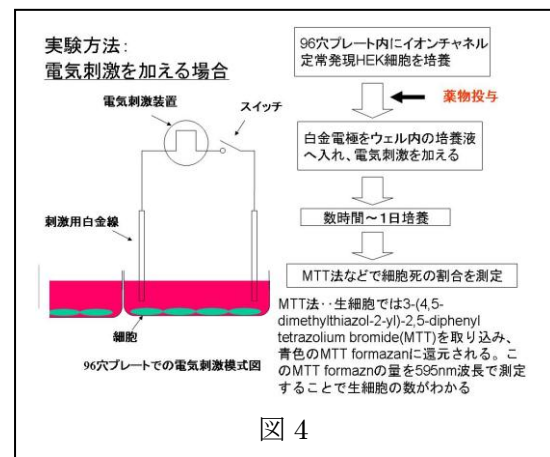 実験方法:
電気刺激を加える場合
電気刺激装置
スイッチ
刺激用白金線
細胞
96穴プレートでの電気刺激模式図
96穴プレート内にイオンチャネル
定常発現HEK細胞を培養
薬物投与
白金電極をウェル内の培養液
へ入れ、電気刺激を加える
数時間~1日培養
MTT法などで細胞死の割合を測定
MTT法‥生細胞では3-(4,5-
dimethylthiazol-2-yl)-2,5-diphenyl
tetrazolium bromide(MTT)を取り込み、
青色のMTT formazanに還元される。こ
のMTT formaznの量を595nm波長で測定
することで生細胞の数がわかる
図 4